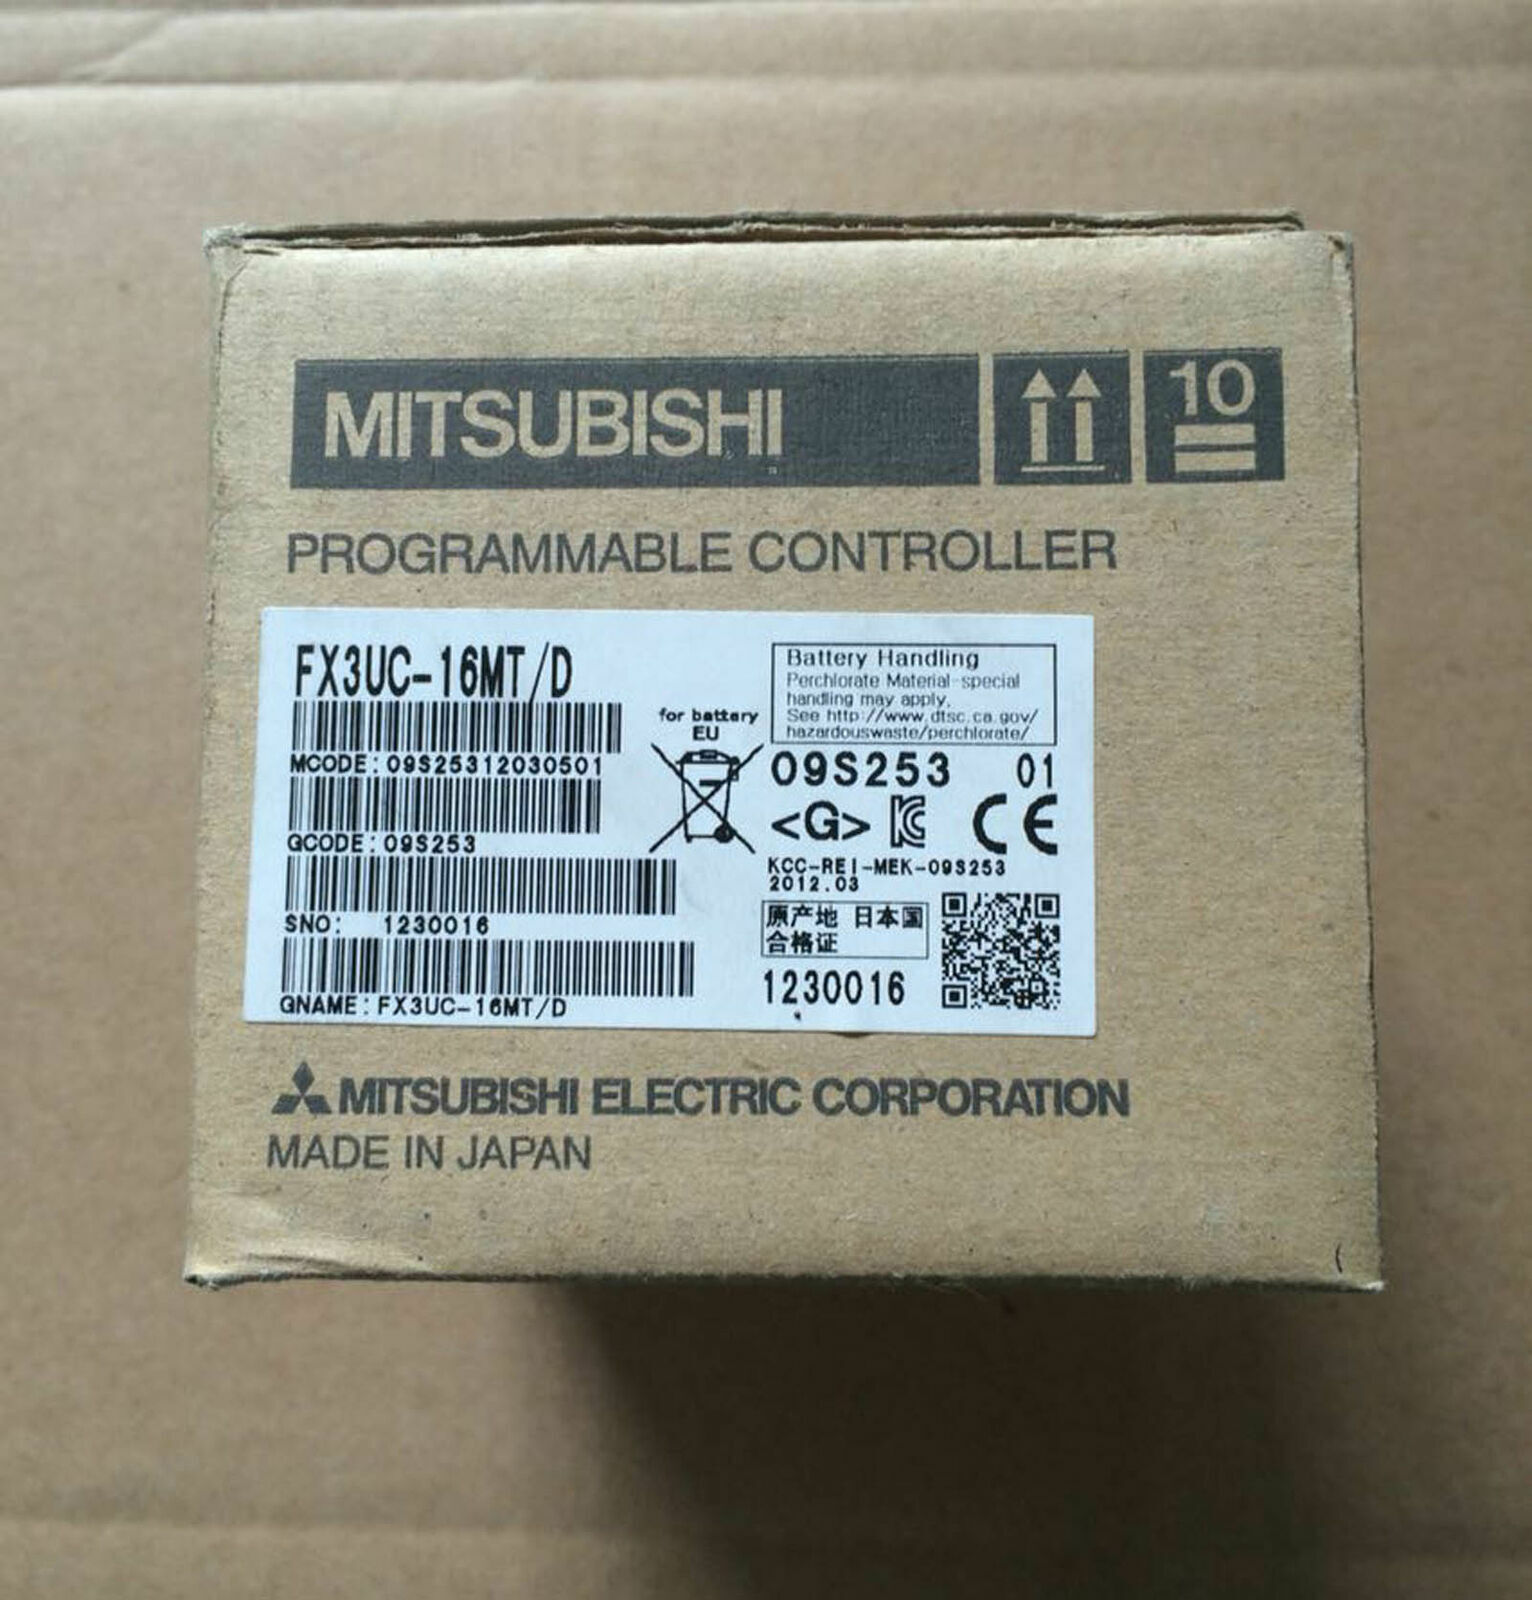 MITSUBISHI
10
PROGRAMMABLE CONTROLLER
FX3UC-16MT/D
MCODE:09S25312030501
QCODE:09S253
SNO: 1230016
GNAME:FX3UC-16MT/D
for battery
EU
Battery Handling
Perchlorate Material-special
handling may apply.
See http://www.dtsc.ca.gov/
hazardouswaste/perchlorate/
09S253 01
<G> KC CE
KCC-REI-MEK-09S253
2012.03
原产地 日本国
合格证
1230016
MITSUBISHI ELECTRIC CORPORATION
MADE IN JAPAN